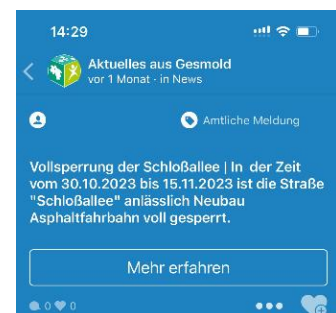 14:29
Aktuelles aus Gesmold
vor 1 Monat · in News
Amtliche Meldung
Vollsperrung der Schloßallee | In der Zeit
vom 30.10.2023 bis 15.11.2023 ist die Straße
"Schloßallee" anlässlich Neubau
Asphaltfahrbahn voll gesperrt.
Mehr erfahren
0 0